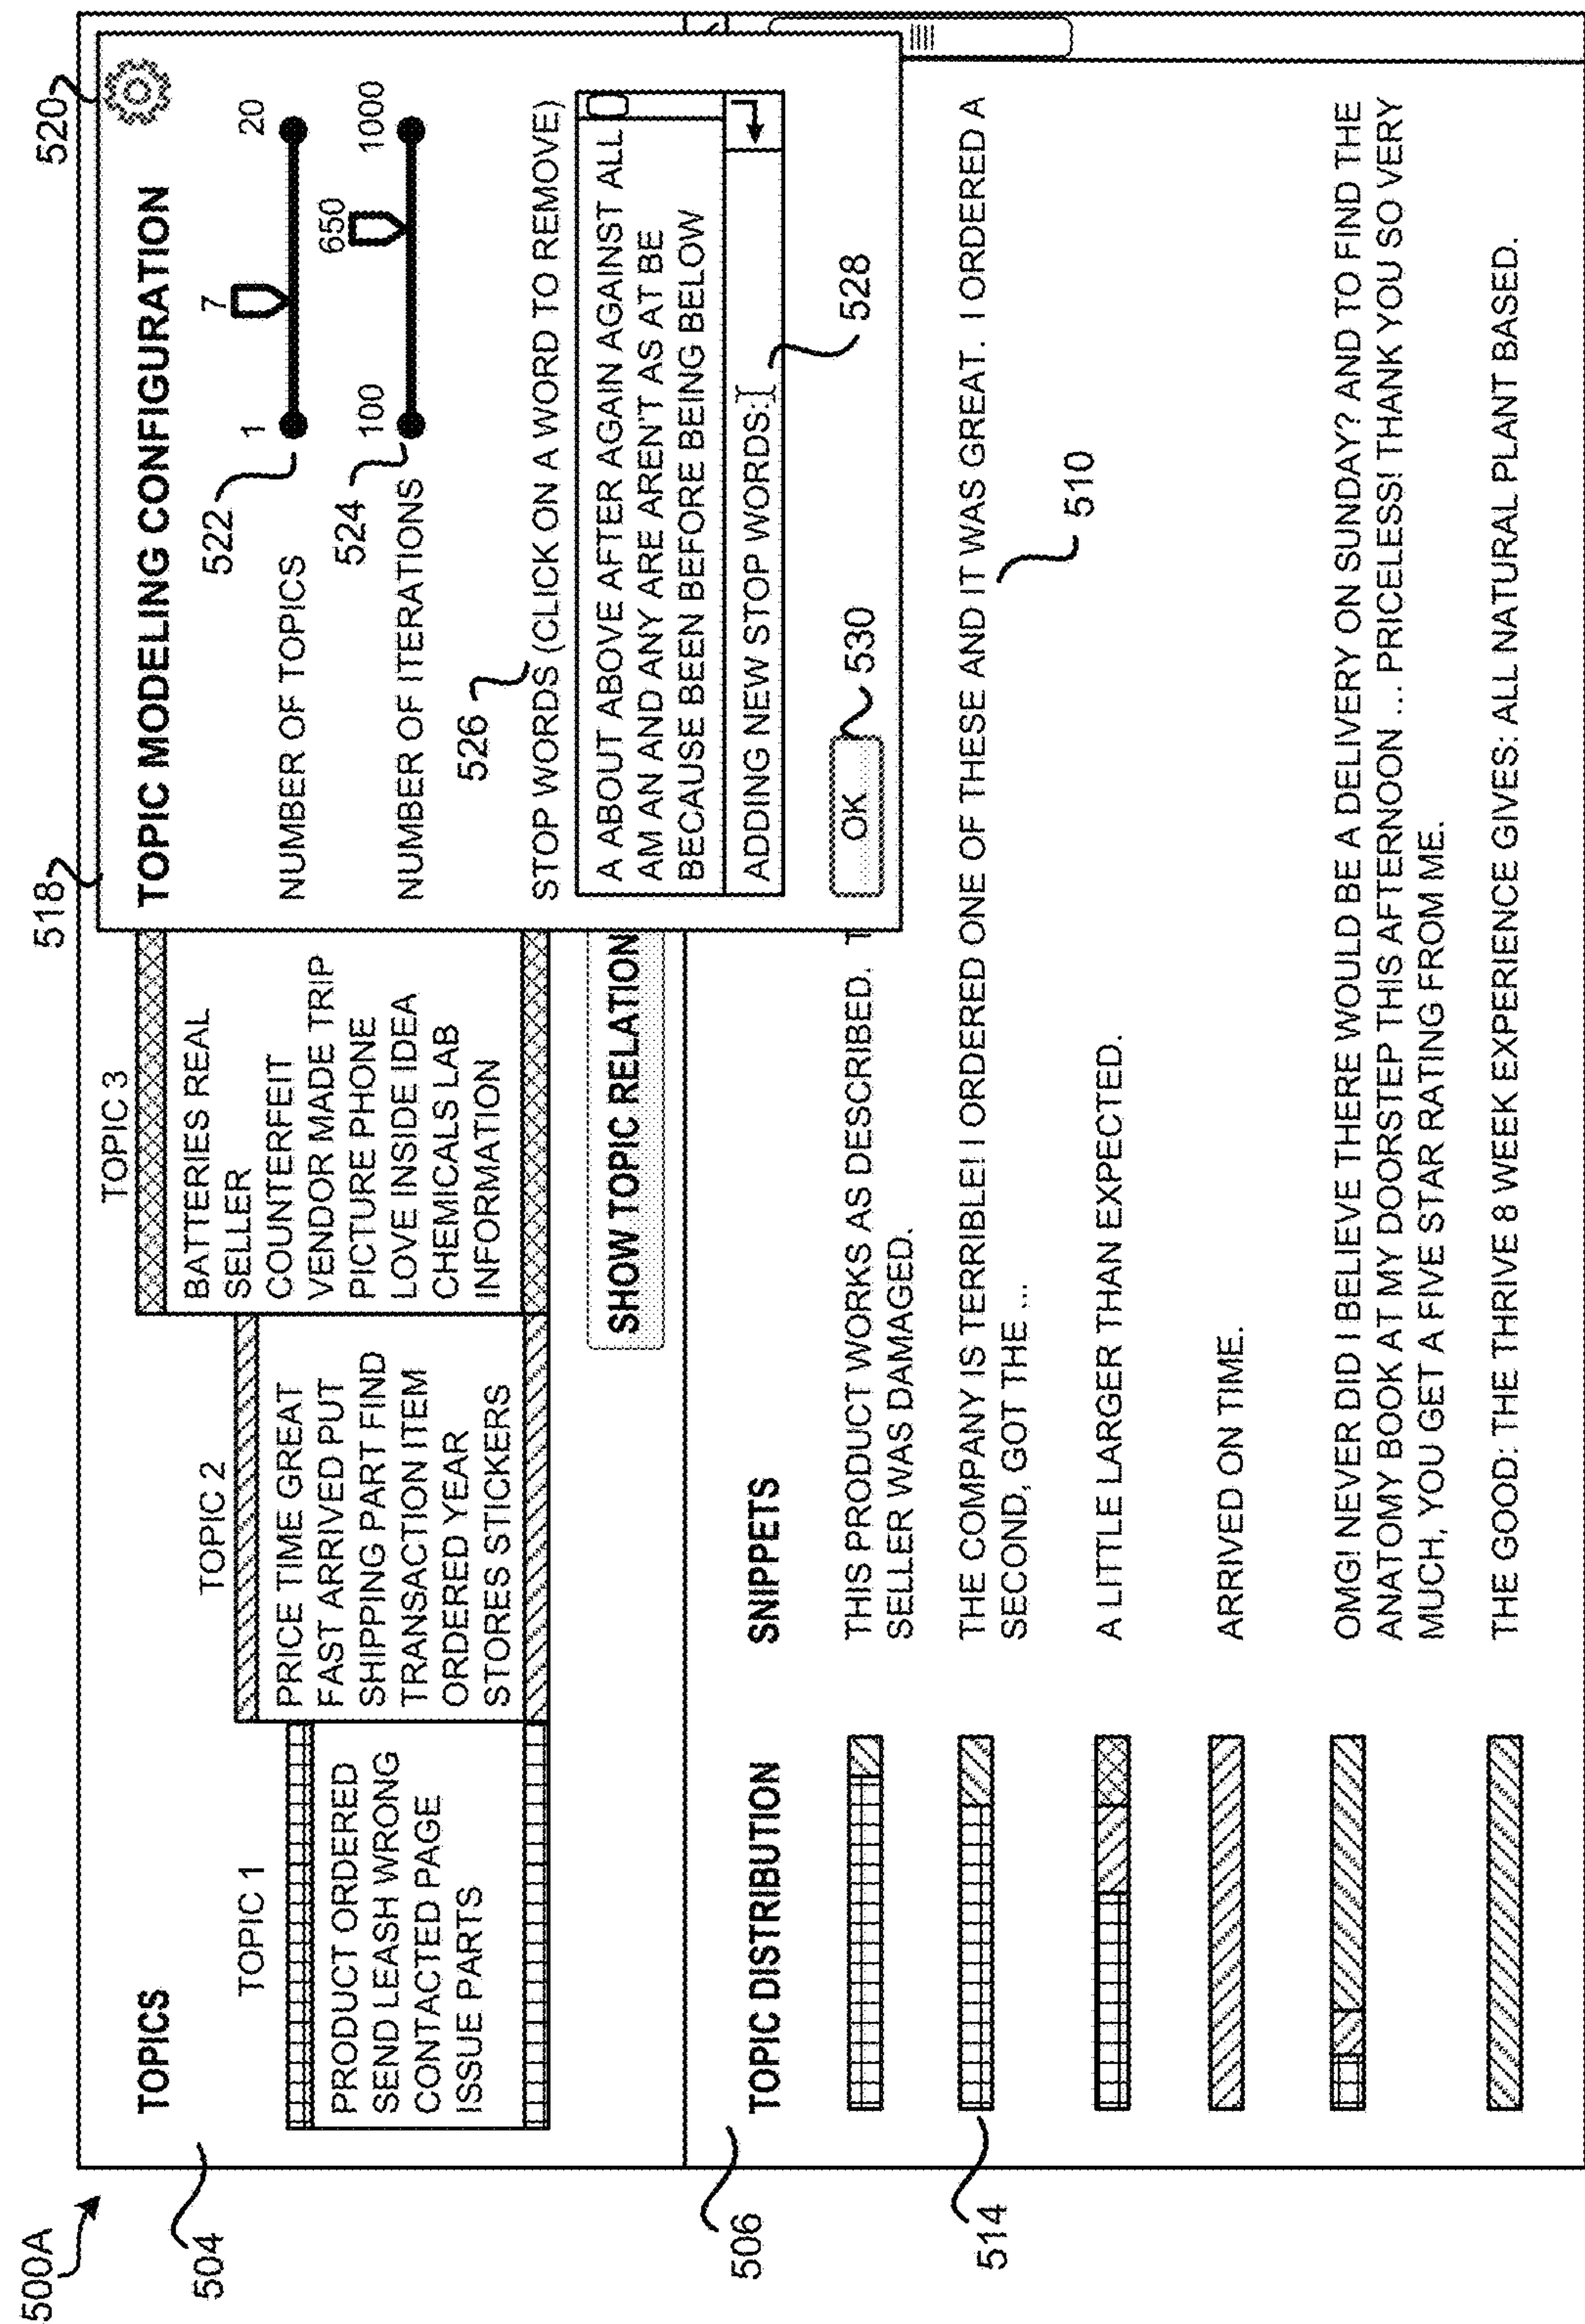 500A
518
520
504
TOPICS
TOPIC 1
PRODUCT ORDERED
SEND LEASH WRONG
CONTACTED PAGE
ISSUE PARTS
TOPIC 2
PRICE TIME GREAT
FAST ARRIVED PUT
SHIPPING PART FIND
TRANSACTION ITEM
ORDERED YEAR
STORES STICKERS
TOPIC 3
BATTERIES REAL
SELLER
COUNTERFEIT
VENDOR MADE TRIP
PICTURE PHONE
LOVE INSIDE IDEA
CHEMICALS LAB
INFORMATION
SHOW TOPIC RELATION
TOPIC MODELING CONFIGURATION
522
NUMBER OF TOPICS
1
7
20
524
NUMBER OF ITERATIONS
100
650
1000
526
STOP WORDS (CLICK ON A WORD TO REMOVE)
A ABOUT ABOVE AFTER AGAIN AGAINST ALL
AM AN AND ANY ARE AREN'T AS AT BE
BECAUSE BEEN BEFORE BEING BELOW
ADDING NEW STOP WORDS:
528
OK
530
506
TOPIC DISTRIBUTION
SNIPPETS
THIS PRODUCT WORKS AS DESCRIBED. T
SELLER WAS DAMAGED.
514
THE COMPANY IS TERRIBLE! I ORDERED ONE OF THESE AND IT WAS GREAT. I ORDERED A
SECOND, GOT THE ...
510
A LITTLE LARGER THAN EXPECTED.
ARRIVED ON TIME.
OMG! NEVER DID I BELIEVE THERE WOULD BE A DELIVERY ON SUNDAY? AND TO FIND THE
ANATOMY BOOK AT MY DOORSTEP THIS AFTERNOON ... PRICELESS! THANK YOU SO VERY
MUCH, YOU GET A FIVE STAR RATING FROM ME.
THE GOOD: THE THRIVE 8 WEEK EXPERIENCE GIVES: ALL NATURAL PLANT BASED.